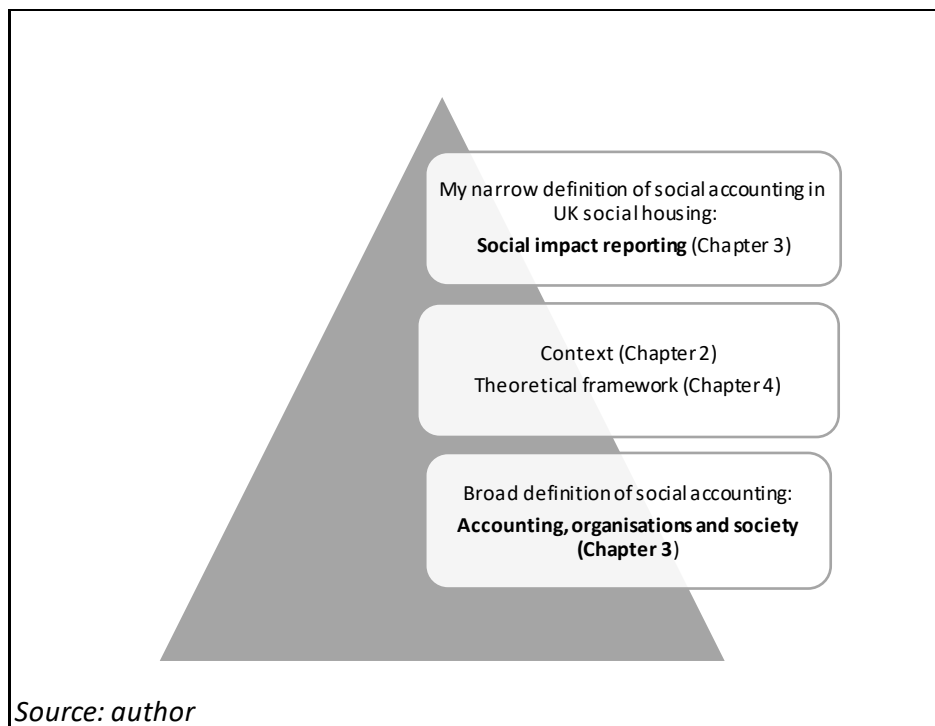 My narrow definition of social accounting in
UK social housing:
Social impact reporting (Chapter 3)
Context (Chapter 2)
Theoretical framework (Chapter 4)
Broad definition of social accounting:
Accounting, organisations and society
(Chapter 3)
Source: author